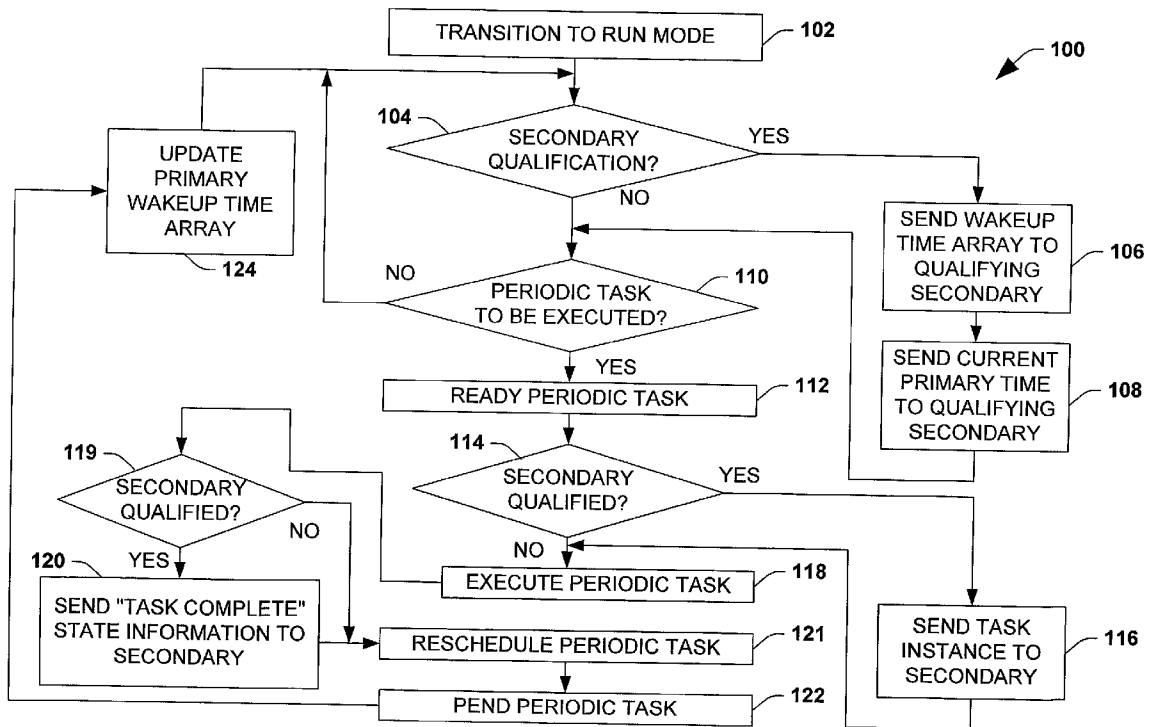 TRANSITION TO RUN MODE
102
100
104
SECONDARY
QUALIFICATION?
YES
NO
UPDATE
PRIMARY
WAKEUP TIME
ARRAY
124
SEND WAKEUP
TIME ARRAY TO
QUALIFYING
SECONDARY
106
NO
110
PERIODIC TASK
TO BE EXECUTED?
YES
SEND CURRENT
PRIMARY TIME
TO QUALIFYING
SECONDARY
108
READY PERIODIC TASK
112
114
SECONDARY
QUALIFIED?
YES
NO
119
SECONDARY
QUALIFIED?
NO
YES
EXECUTE PERIODIC TASK
118
120
SEND "TASK COMPLETE"
STATE INFORMATION TO
SECONDARY
RESCHEDULE PERIODIC TASK
121
SEND TASK
INSTANCE TO
SECONDARY
116
PEND PERIODIC TASK
122